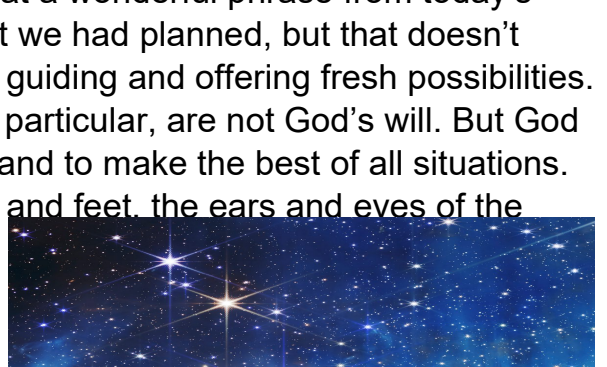 at a wonderful phrase from today's
t we had planned, but that doesn't
guiding and offering fresh possibilities.
particular, are not God's will. But God
and to make the best of all situations.
and feet, the ears and eyes of the